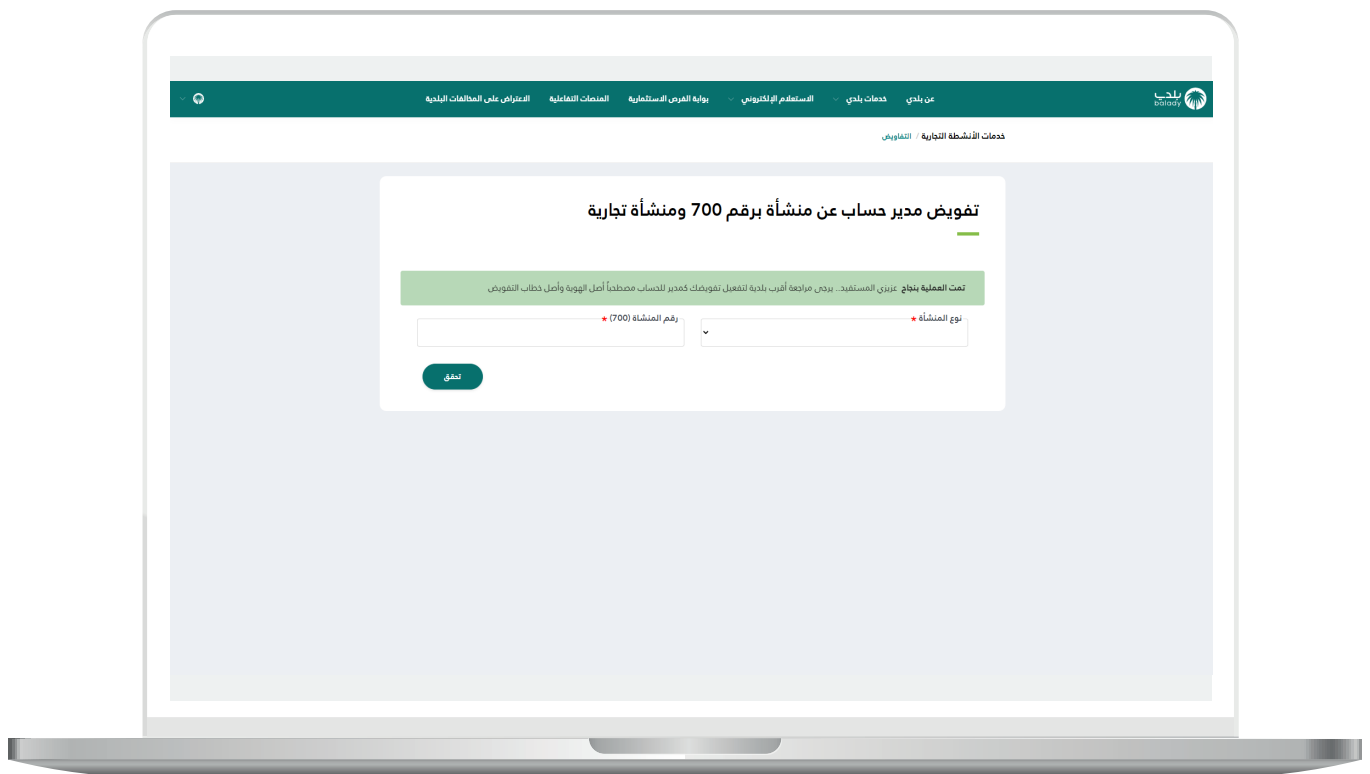 بلدي
balady
عن بلدي خدمات بلدي الاستعلام الإلكتروني بوابة الفرص الاستثمارية المنصات التفاعلية الاعتراض على المخالفات البلدية
خدمات الأنشطة التجارية / التفاويض
تفويض مدير حساب عن منشأة برقم 700 ومنشأة تجارية
تمت العملية بنجاح عزيزي المستفيد.. يرجى مراجعة أقرب بلدية لتفعيل تفويضك كمدير للحساب مصطحباً أصل الهوية وأصل خطاب التفويض
نوع المنشأة *
رقم المنشاة (700) *
تحقق